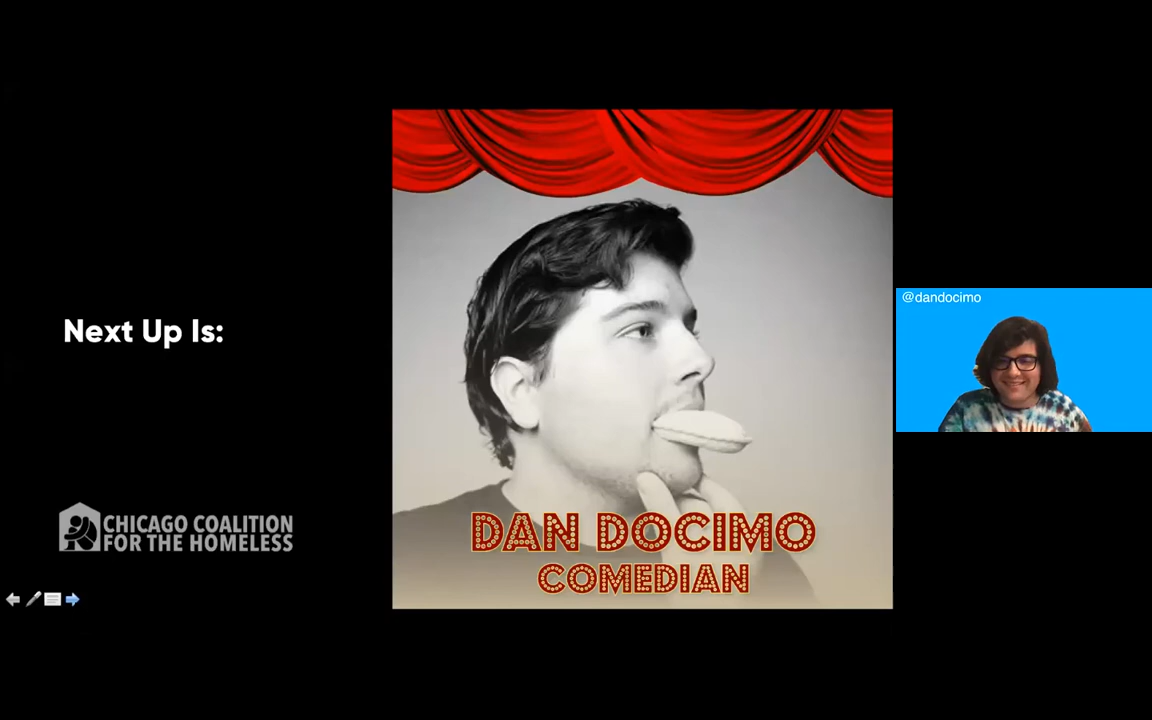 Next Up Is:
CHICAGO COALITION
FOR THE HOMELESS
DAN DOCIMO
COMEDIAN
@dandocimo